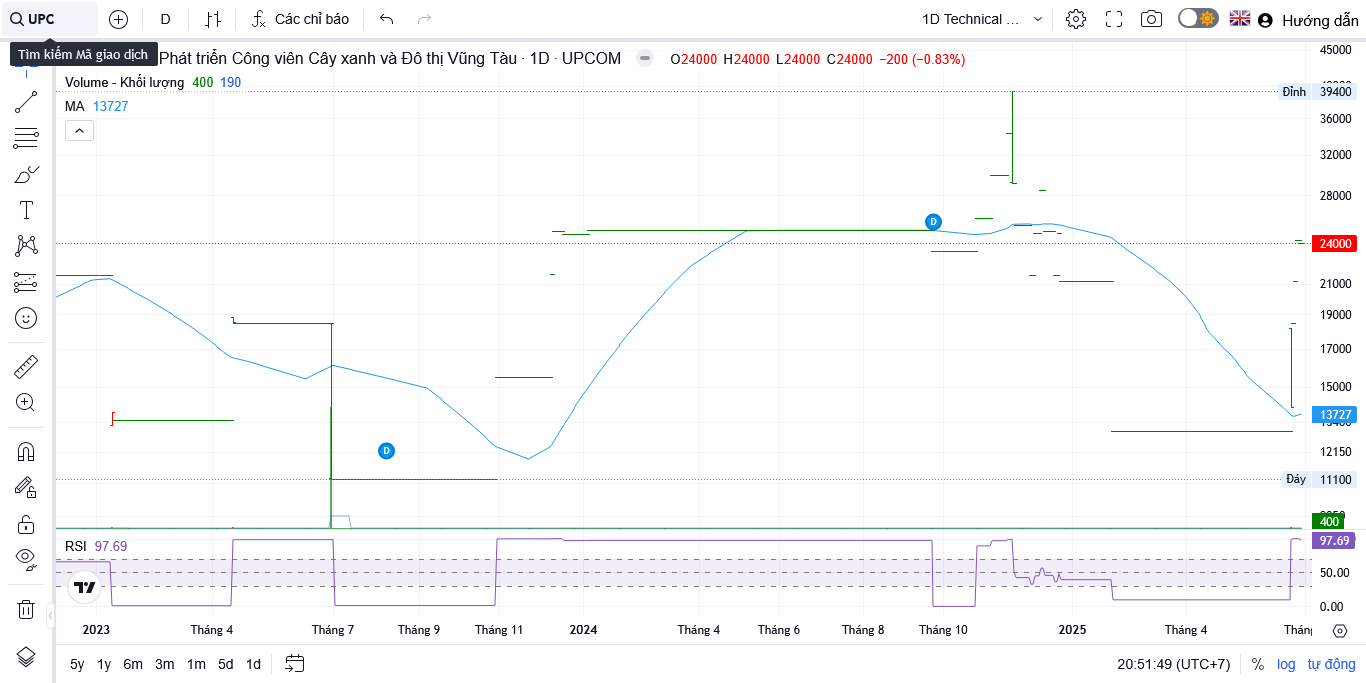 UPC
D
Các chỉ báo
1D Technical ...
Hướng dẫn
Tìm kiếm Mã giao dịch
Phát triển Công viên Cây xanh và Đô thị Vũng Tàu · 1D · UPCOM
O24000 H24000 L24000 C24000 −200 (−0.83%)
Volume - Khối lượng 400 190
MA 13727
45000
Đỉnh 39400
36000
32000
28000
D
24000
21000
19000
17000
15000
13727
12150
D
Đáy 11100
400
RSI 97.69
97.69
50.00
0.00
2023 Tháng 4 Tháng 7 Tháng 9 Tháng 11 2024 Tháng 4 Tháng 6 Tháng 8 Tháng 10 2025 Tháng 4
5y 1y 6m 3m 1m 5d 1d
20:51:49 (UTC+7) % log tự động